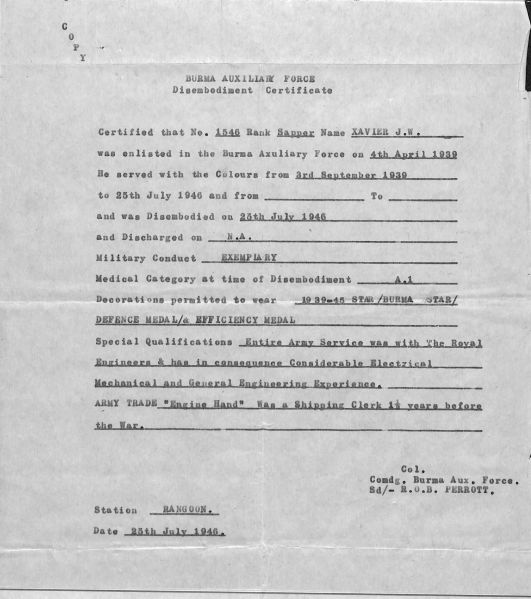 COPY
BURMA AUXILIARY FORCE
Disembodiment Certificate
Certified that No. 1546 Rank Sapper Name XAVIER J.W.
was enlisted in the Burma Axuliary Force on 4th April 1939
He served with the Colours from 3rd September 1939
to 25th July 1946 and from To
and was Disembodied on 25th July 1946
and Discharged on N.A.
Military Conduct EXEMPLARY
Medical Category at time of Disembodiment A.1
Decorations permitted to wear 1939-45 STAR/BURMA STAR/
DEFENCE MEDAL/& EFFICIENCY MEDAL
Special Qualifications Entire Army Service was with The Royal
Engineers & has in consequence Considerable Electrical
Mechanical and General Engineering Experience.
ARMY TRADE "Engine Hand" Was a Shipping Clerk 1½ years before
the War.
Col.
Comdg. Burma Aux. Force.
Sd/- R.O.B. PERROTT.
Station RANGOON.
Date 25th July 1946.